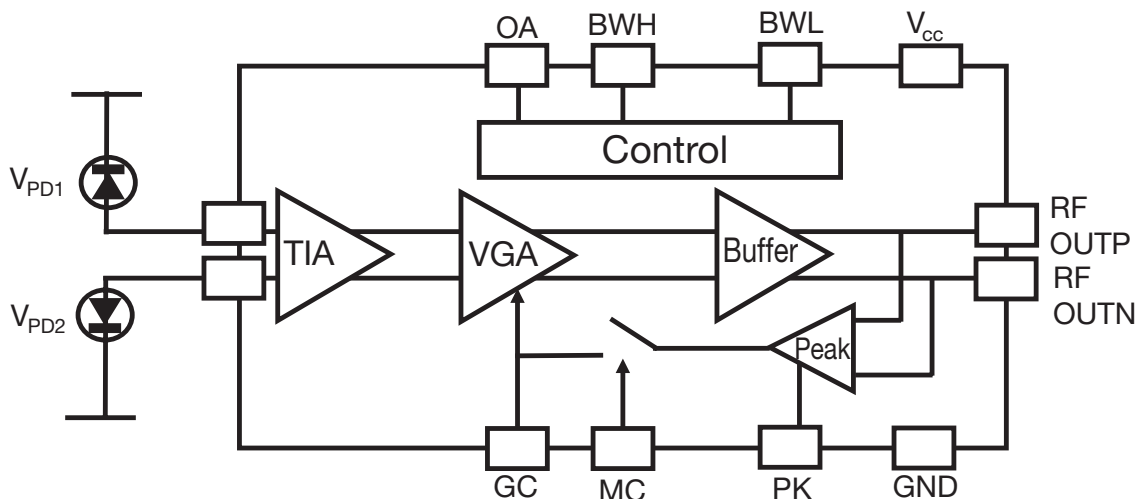 OA
BWH
BWL
Vcc
Control
VPD1
TIA
VGA
Buffer
RF
OUTP
RF
OUTN
VPD2
Peak
GC
MC
PK
GND